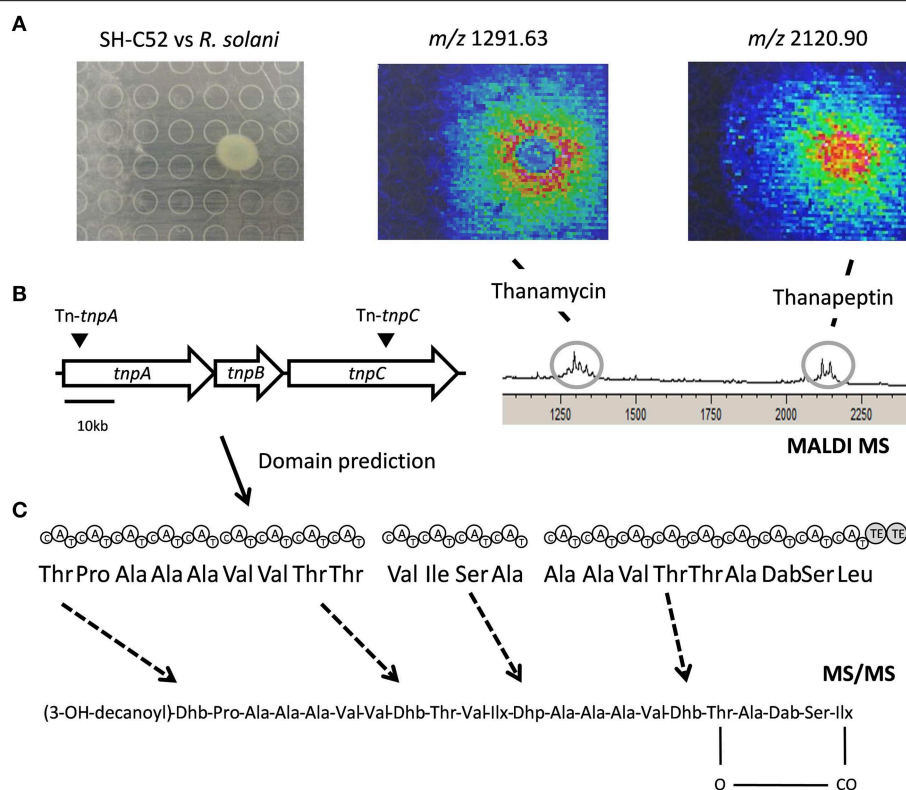 A
SH-C52 vs R. solani
m/z 1291.63
m/z 2120.90
B
Thanamycin
Thanapeptin
Tn-tnpA
Tn-tnpC
tnpA
tnpB
tnpC
10kb
1250 1500 1750 2000 2250
MALDI MS
Domain prediction
C
C A T C A T C A T C A T C A T C A T C A T C A T C A T C A T C A T C A T C A T C A T C A T C A T C A T C A T C A T C A T C A T C A T TE TE
Thr Pro Ala Ala Ala Val Val Thr Thr Val Ile Ser Ala Ala Ala Val Thr Thr Ala Dab Ser Leu
MS/MS
(3-OH-decanoyl)-Dhb-Pro-Ala-Ala-Ala-Val-Val-Dhb-Thr-Val-Ilx-Dhp-Ala-Ala-Ala-Val-Dhb-Thr-Ala-Dab-Ser-Ilx
O CO